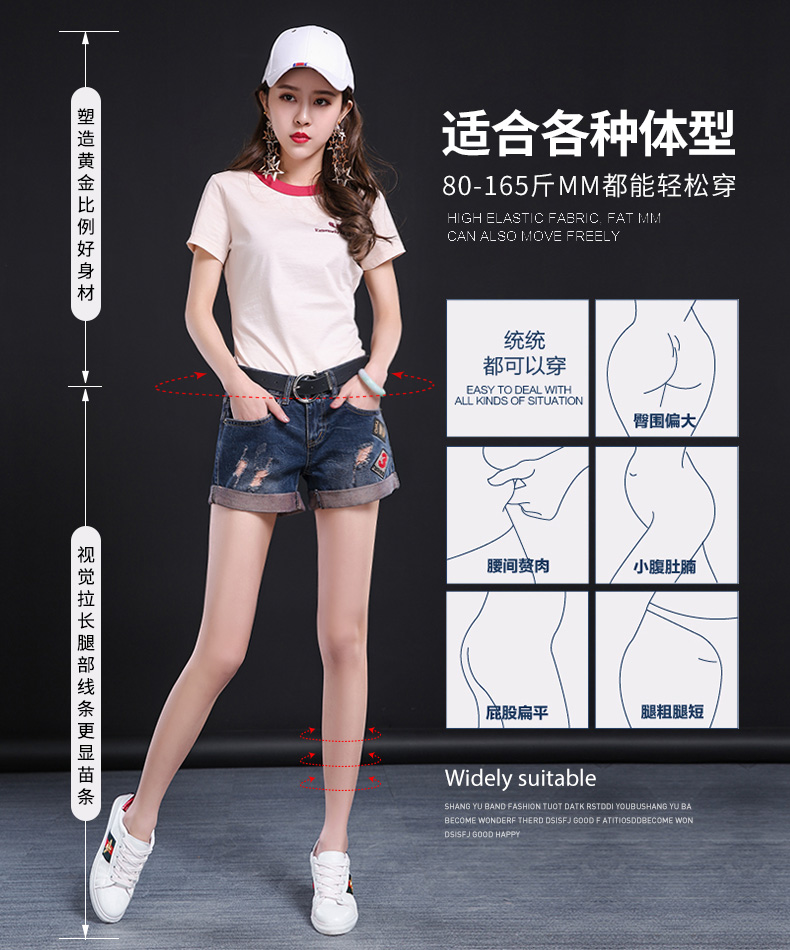 塑造黄金比例好身材
视觉拉长腿部线条更显苗条
适合各种体型
80-165斤MM都能轻松穿
HIGH ELASTIC FABRIC. FAT MM
CAN ALSO MOVE FREELY
统统
都可以穿
EASY TO DEAL WITH
ALL KINDS OF SITUATION
臀围偏大
腰间赘肉
小腹肚腩
屁股扁平
腿粗腿短
Widely suitable
SHANG YU BAND FASHION TUOT DATK RSTDDI YOUBUSHANG YU BA
BECOME WONDERF THERD DSISFJ GOOD F ATITIOSDDBECOME WON
DSISFJ GOOD HAPPY